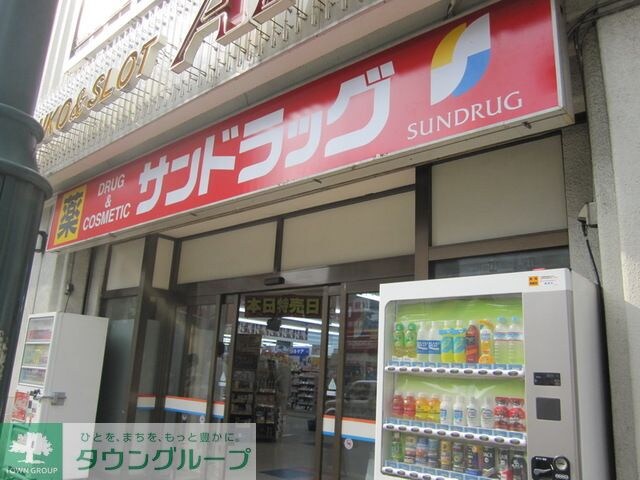 KO & SLOT
A
薬
DRUG
&
COSMETIC
サンドラッグ
SUNDRUG
本日特売日
ひとを、まちを、もっと豊かに。
タウングループ
TOWN GROUP